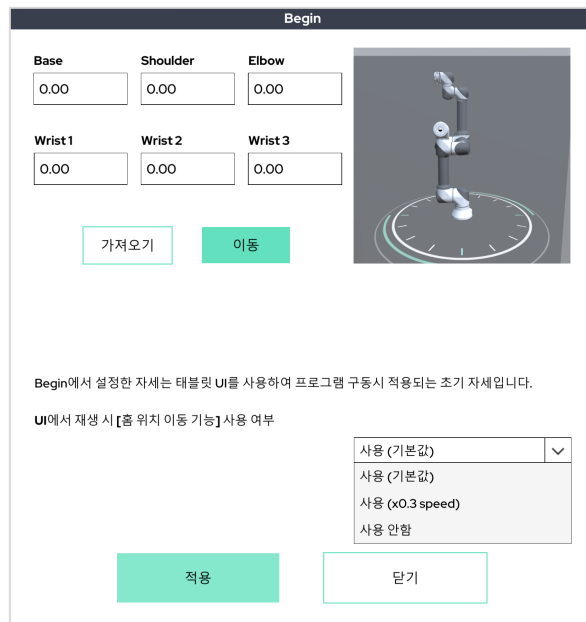 Begin
Base Shoulder Elbow
0.00 0.00 0.00
Wrist 1 Wrist 2 Wrist 3
0.00 0.00 0.00
가져오기 이동
Begin에서 설정한 자세는 태블릿 UI를 사용하여 프로그램 구동시 적용되는 초기 자세입니다.
UI에서 재생 시 [홈 위치 이동 기능] 사용 여부
사용 (기본값)
사용 (기본값)
사용 (x0.3 speed)
사용 안함
적용 닫기